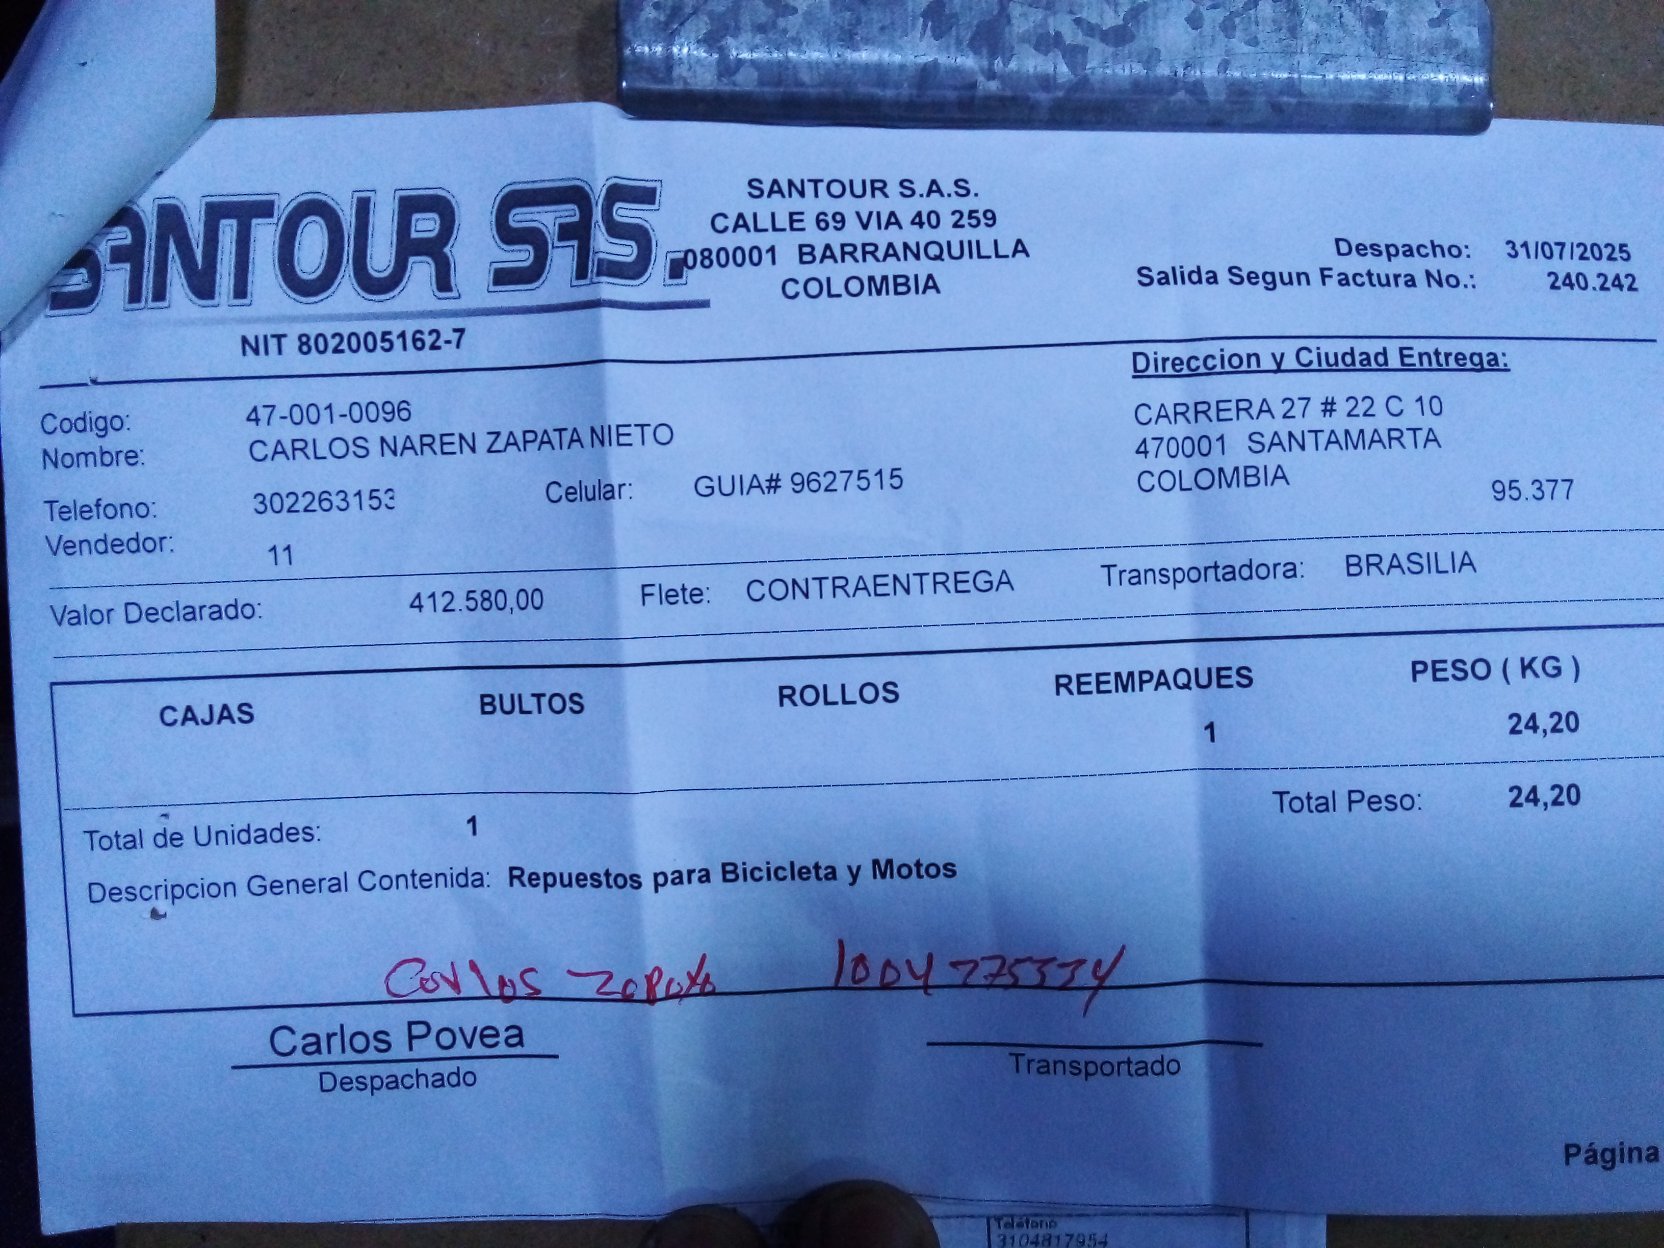 SANTOUR SAS.
SANTOUR S.A.S.
CALLE 69 VIA 40 259
080001 BARRANQUILLA
COLOMBIA
Despacho: 31/07/2025
Salida Segun Factura No.: 240.242
NIT 802005162-7
Direccion y Ciudad Entrega:
Codigo: 47-001-0096
Nombre: CARLOS NAREN ZAPATA NIETO
CARRERA 27 # 22 C 10
470001 SANTAMARTA
COLOMBIA
95.377
Telefono: 302263153
Celular: GUIA# 9627515
Vendedor: 11
Valor Declarado: 412.580,00 Flete: CONTRAENTREGA Transportadora: BRASILIA
CAJAS BULTOS ROLLOS REEMPAQUES PESO ( KG )
1 24,20
Total de Unidades: 1 Total Peso: 24,20
Descripcion General Contenida: Repuestos para Bicicleta y Motos
Carlos Zapata
Carlos Povea
Despachado Transportado
Página
Teléfono
3104817954